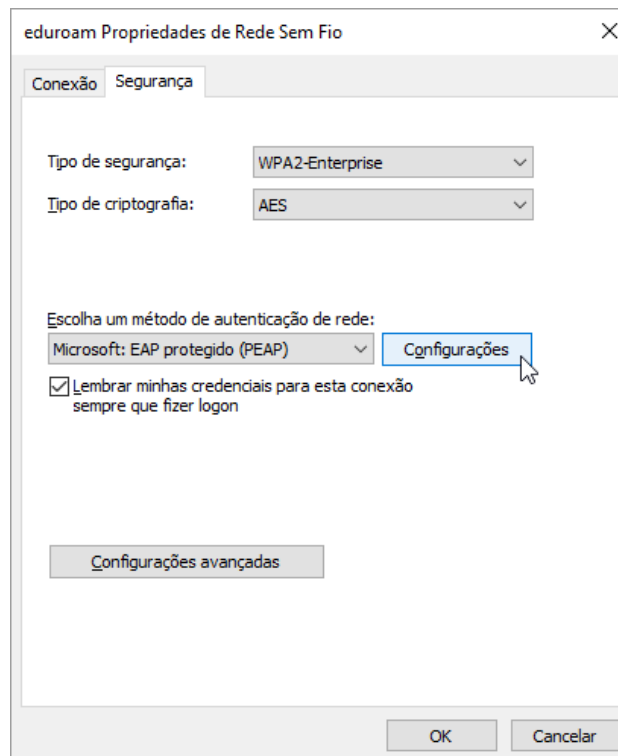 eduroam Propriedades de Rede Sem Fio
Conexão Segurança
Tipo de segurança: WPA2-Enterprise
Tipo de criptografia: AES
Escolha um método de autenticação de rede:
Microsoft: EAP protegido (PEAP) Configurações
Lembrar minhas credenciais para esta conexão
sempre que fizer logon
Configurações avançadas
OK Cancelar